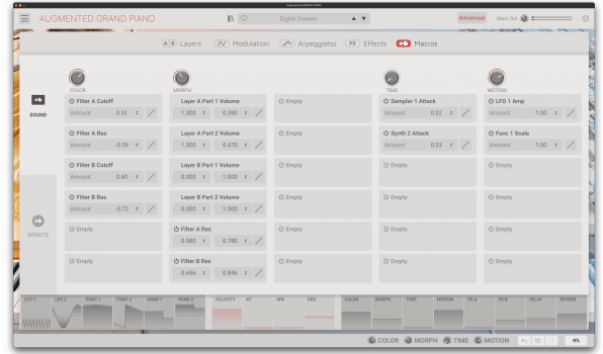 AUGMENTED GRAND PIANO
Digital Dreams
Advanced
A B Layers Modulation Arpeggiator FX Effects Macros
COLOR MORPH TIME MOTION
SOUND
Filter A Cutoff Layer A Part 1 Volume Empty Sampler 1 Attack LFO 1 Amp
Amount 0.51 1.000 0.390 Amount 0.32 Amount 1.00
Filter A Res Layer A Part 2 Volume Empty Synth 2 Attack Func 1 Scale
Amount -0.39 1.000 0.470 Amount 0.33 Amount 1.00
Filter B Cutoff Layer B Part 1 Volume Empty Empty Empty
Amount 0.60 0.000 1.000
Filter B Res Layer B Part 2 Volume Empty Empty Empty
Amount -0.72 0.000 1.000
EFFECTS
Empty Filter A Res Empty Empty Empty
0.580 0.780
Empty Filter B Res Empty Empty Empty
0.656 0.846
LFO 1 LFO 2 FUNC 1 FUNC 2 RAND 1 RAND 2 VELOCITY AT MW KBD COLOR MORPH TIME MOTION FX A FX B DELAY REVERB
COLOR MORPH TIME MOTION